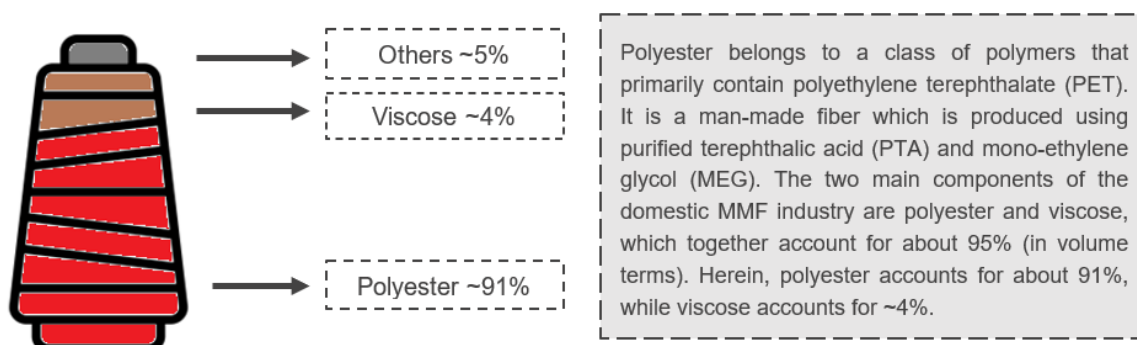 Others ~5%
Viscose ~4%
Polyester ~91%
Polyester belongs to a class of polymers that
primarily contain polyethylene terephthalate (PET).
It is a man-made fiber which is produced using
purified terephthalic acid (PTA) and mono-ethylene
glycol (MEG). The two main components of the
domestic MMF industry are polyester and viscose,
which together account for about 95% (in volume
terms). Herein, polyester accounts for about 91%,
while viscose accounts for ~4%.